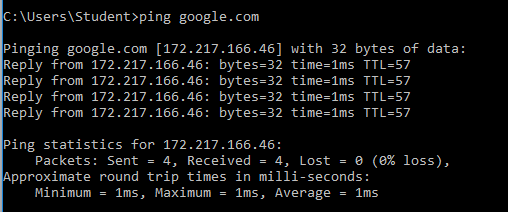 C:\Users\Student>ping google.com
Pinging google.com [172.217.166.46] with 32 bytes of data:
Reply from 172.217.166.46: bytes=32 time=1ms TTL=57
Reply from 172.217.166.46: bytes=32 time=1ms TTL=57
Reply from 172.217.166.46: bytes=32 time=1ms TTL=57
Reply from 172.217.166.46: bytes=32 time=1ms TTL=57
Ping statistics for 172.217.166.46:
    Packets: Sent = 4, Received = 4, Lost = 0 (0% loss),
Approximate round trip times in milli-seconds:
    Minimum = 1ms, Maximum = 1ms, Average = 1ms